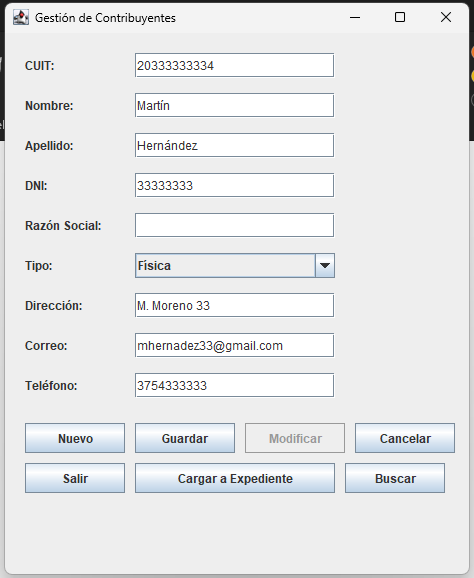 Gestión de Contribuyentes
CUIT: 20333333334
Nombre: Martín
Apellido: Hernández
DNI: 33333333
Razón Social:
Tipo: Física
Dirección: M. Moreno 33
Correo: mhernadez33@gmail.com
Teléfono: 3754333333
Nuevo Guardar Modificar Cancelar
Salir Cargar a Expediente Buscar